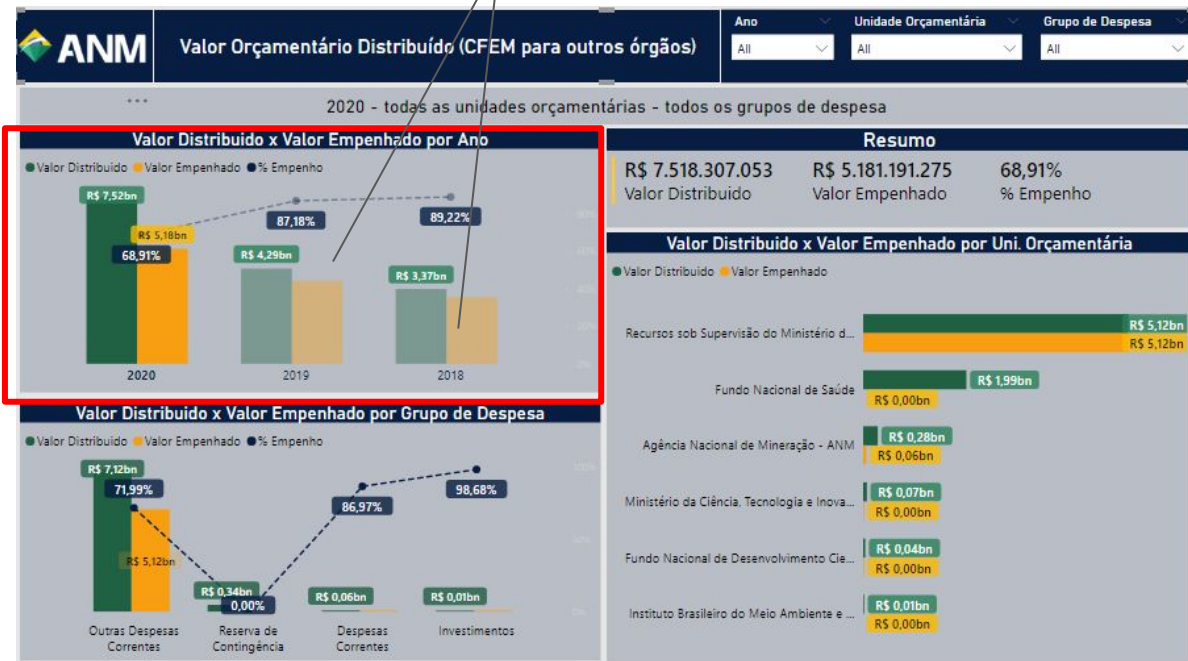 ANM
Valor Orçamentário Distribuído (CFEM para outros órgãos)
Ano
All
Unidade Orçamentária
All
Grupo de Despesa
All
2020 - todas as unidades orçamentárias - todos os grupos de despesa
Valor Distribuido x Valor Empenhado por Ano
Valor Distribuido Valor Empenhado % Empenho
R$ 7,52bn
R$ 5,18bn
68,91%
87,18%
R$ 4,29bn
89,22%
R$ 3,37bn
2020 2019 2018
Resumo
R$ 7.518.307.053 R$ 5.181.191.275 68,91%
Valor Distribuido Valor Empenhado % Empenho
Valor Distribuido x Valor Empenhado por Uni. Orçamentária
Valor Distribuido Valor Empenhado
Recursos sob Supervisão do Ministério d...
R$ 5,12bn
R$ 5,12bn
Fundo Nacional de Saúde
R$ 1,99bn
R$ 0,00bn
Agência Nacional de Mineração - ANM
R$ 0,28bn
R$ 0,06bn
Ministério da Ciência, Tecnologia e Inova...
R$ 0,07bn
R$ 0,00bn
Fundo Nacional de Desenvolvimento Cie...
R$ 0,04bn
R$ 0,00bn
Instituto Brasileiro do Meio Ambiente e ...
R$ 0,01bn
R$ 0,00bn
Valor Distribuido x Valor Empenhado por Grupo de Despesa
Valor Distribuido Valor Empenhado % Empenho
R$ 7,12bn
71,99%
R$ 5,12bn
R$ 0,34bn
0,00%
86,97%
R$ 0,06bn
98,68%
R$ 0,01bn
Outras Despesas
Correntes
Reserva de
Contingência
Despesas
Correntes
Investimentos